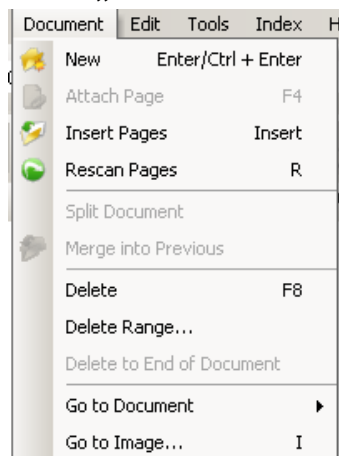 Document Edit Tools Index H
New Enter/Ctrl + Enter
Attach Page F4
Insert Pages Insert
Rescan Pages R
Split Document
Merge into Previous
Delete F8
Delete Range...
Delete to End of Document
Go to Document
Go to Image... I